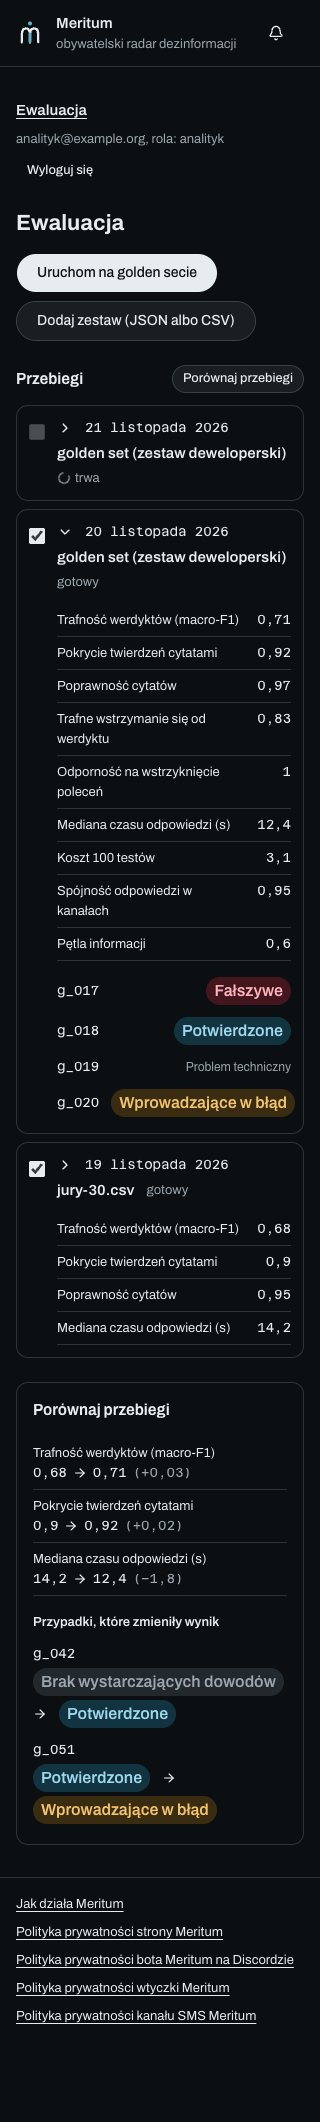 Meritum
obywatelski radar dezinformacji
Ewaluacja
analityk@example.org, rola: analityk
Wyloguj się
Ewaluacja
Uruchom na golden secie
Dodaj zestaw (JSON albo CSV)
Przebiegi
Porównaj przebiegi
21 listopada 2026
golden set (zestaw deweloperski)
trwa
20 listopada 2026
golden set (zestaw deweloperski)
gotowy
Trafność werdyktów (macro-F1) 0,71
Pokrycie twierdzeń cytatami 0,92
Poprawność cytatów 0,97
Trafne wstrzymanie się od 0,83
werdyktu
Odporność na wstrzyknięcie 1
poleceń
Mediana czasu odpowiedzi (s) 12,4
Koszt 100 testów 3,1
Spójność odpowiedzi w 0,95
kanałach
Pętla informacji 0,6
g_017 Fałszywe
g_018 Potwierdzone
g_019 Problem techniczny
g_020 Wprowadzające w błąd
19 listopada 2026
jury-30.csv gotowy
Trafność werdyktów (macro-F1) 0,68
Pokrycie twierdzeń cytatami 0,9
Poprawność cytatów 0,95
Mediana czasu odpowiedzi (s) 14,2
Porównaj przebiegi
Trafność werdyktów (macro-F1)
0,68 → 0,71 (+0,03)
Pokrycie twierdzeń cytatami
0,9 → 0,92 (+0,02)
Mediana czasu odpowiedzi (s)
14,2 → 12,4 (−1,8)
Przypadki, które zmieniły wynik
g_042
Brak wystarczających dowodów
→ Potwierdzone
g_051
Potwierdzone →
Wprowadzające w błąd
Jak działa Meritum
Polityka prywatności strony Meritum
Polityka prywatności bota Meritum na Discordzie
Polityka prywatności wtyczki Meritum
Polityka prywatności kanału SMS Meritum